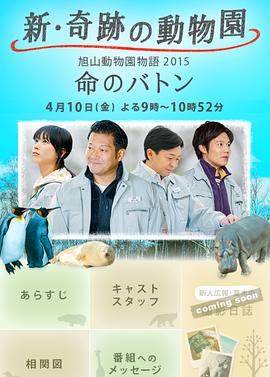 新・奇跡の動物園
旭山動物園物語 2015
命のバトン
4月10日(金) よる9時〜10時52分
あらすじ
キャスト
スタッフ
新人広報・
日誌
coming soon
相関図
番組への
メッセージ